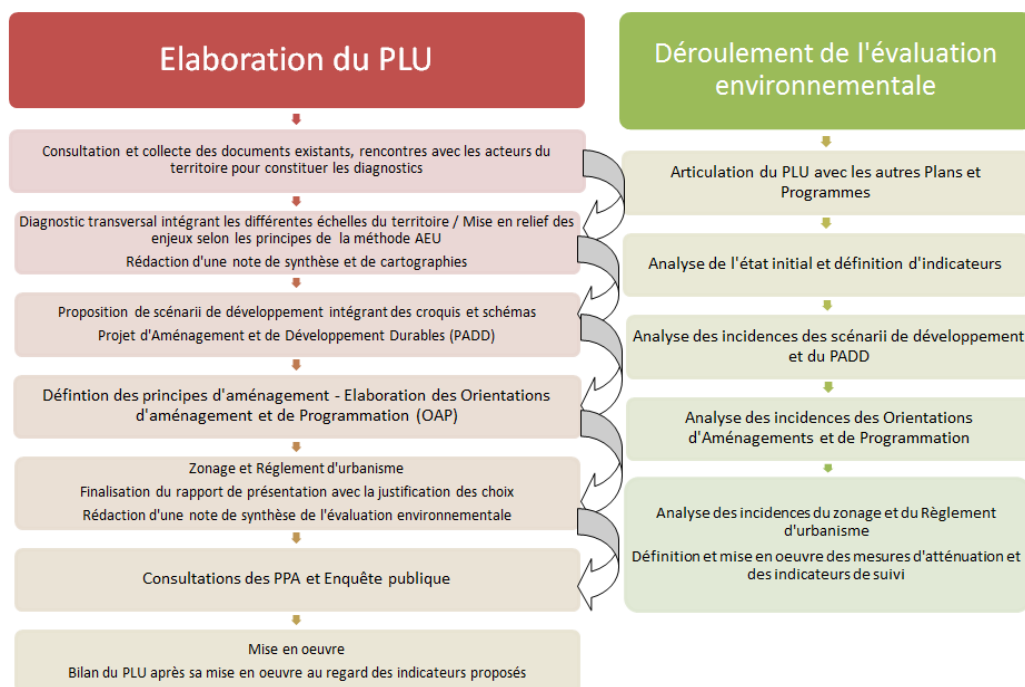 Elaboration du PLU
Consultation et collecte des documents existants, rencontres avec les acteurs du
territoire pour constituer les diagnostics
Diagnostic transversal intégrant les différentes échelles du territoire / Mise en relief des
enjeux selon les principes de la méthode AEU
Rédaction d'une note de synthèse et de cartographies
Proposition de scénarii de développement intégrant des croquis et schémas
Projet d'Aménagement et de Développement Durables (PADD)
Défintion des principes d'aménagement - Elaboration des Orientations
d'aménagement et de Programmation (OAP)
Zonage et Réglement d'urbanisme
Finalisation du rapport de présentation avec la justification des choix
Rédaction d'une note de synthèse de l'évaluation environnementale
Consultations des PPA et Enquête publique
Mise en oeuvre
Bilan du PLU après sa mise en oeuvre au regard des indicateurs proposés
Déroulement de l'évaluation
environnementale
Articulation du PLU avec les autres Plans et
Programmes
Analyse de l'état initial et définition d'indicateurs
Analyse des incidences des scénarii de développement
et du PADD
Analyse des incidences des Orientations
d'Aménagements et de Programmation
Analyse des incidences du zonage et du Règlement
d'urbanisme
Définition et mise en oeuvre des mesures d'atténuation et
des indicateurs de suivi